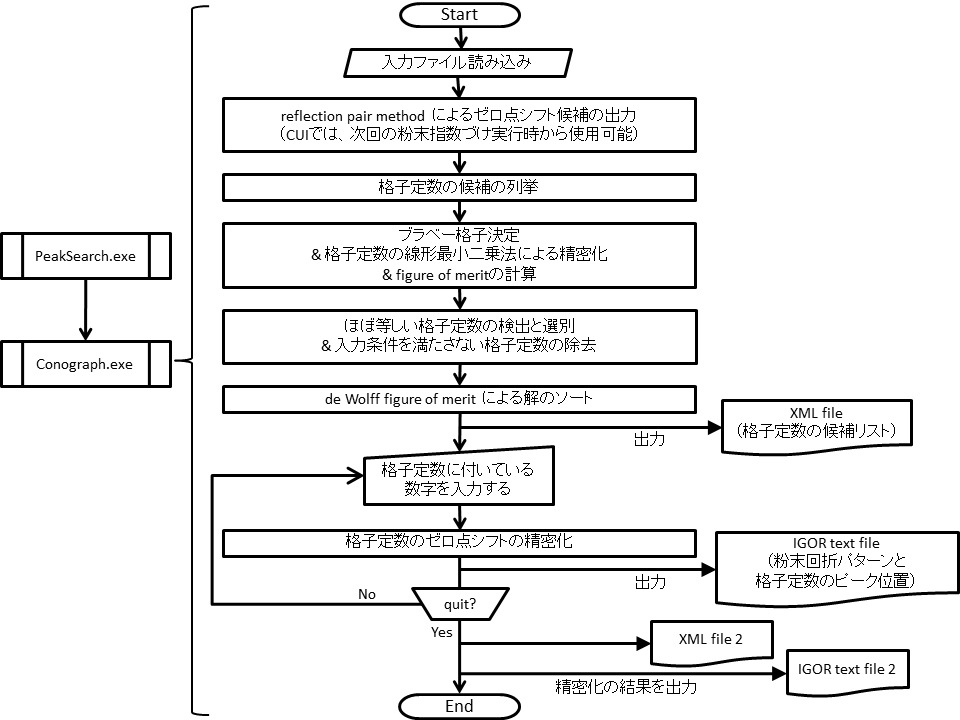 Start
入力ファイル読み込み
reflection pair method によるゼロ点シフト候補の出力
（CUIでは、次回の粉末指数づけ実行時から使用可能）
格子定数の候補の列挙
ブラベー格子決定
& 格子定数の線形最小二乗法による精密化
& figure of meritの計算
PeakSearch.exe
Conograph.exe
ほぼ等しい格子定数の検出と選別
& 入力条件を満たさない格子定数の除去
de Wolff figure of merit による解のソート
出力
XML file
（格子定数の候補リスト）
格子定数に付いている
数字を入力する
格子定数のゼロ点シフトの精密化
出力
IGOR text file
（粉末回折パターンと
格子定数のピーク位置）
No
quit?
Yes
XML file 2
精密化の結果を出力
IGOR text file 2
End